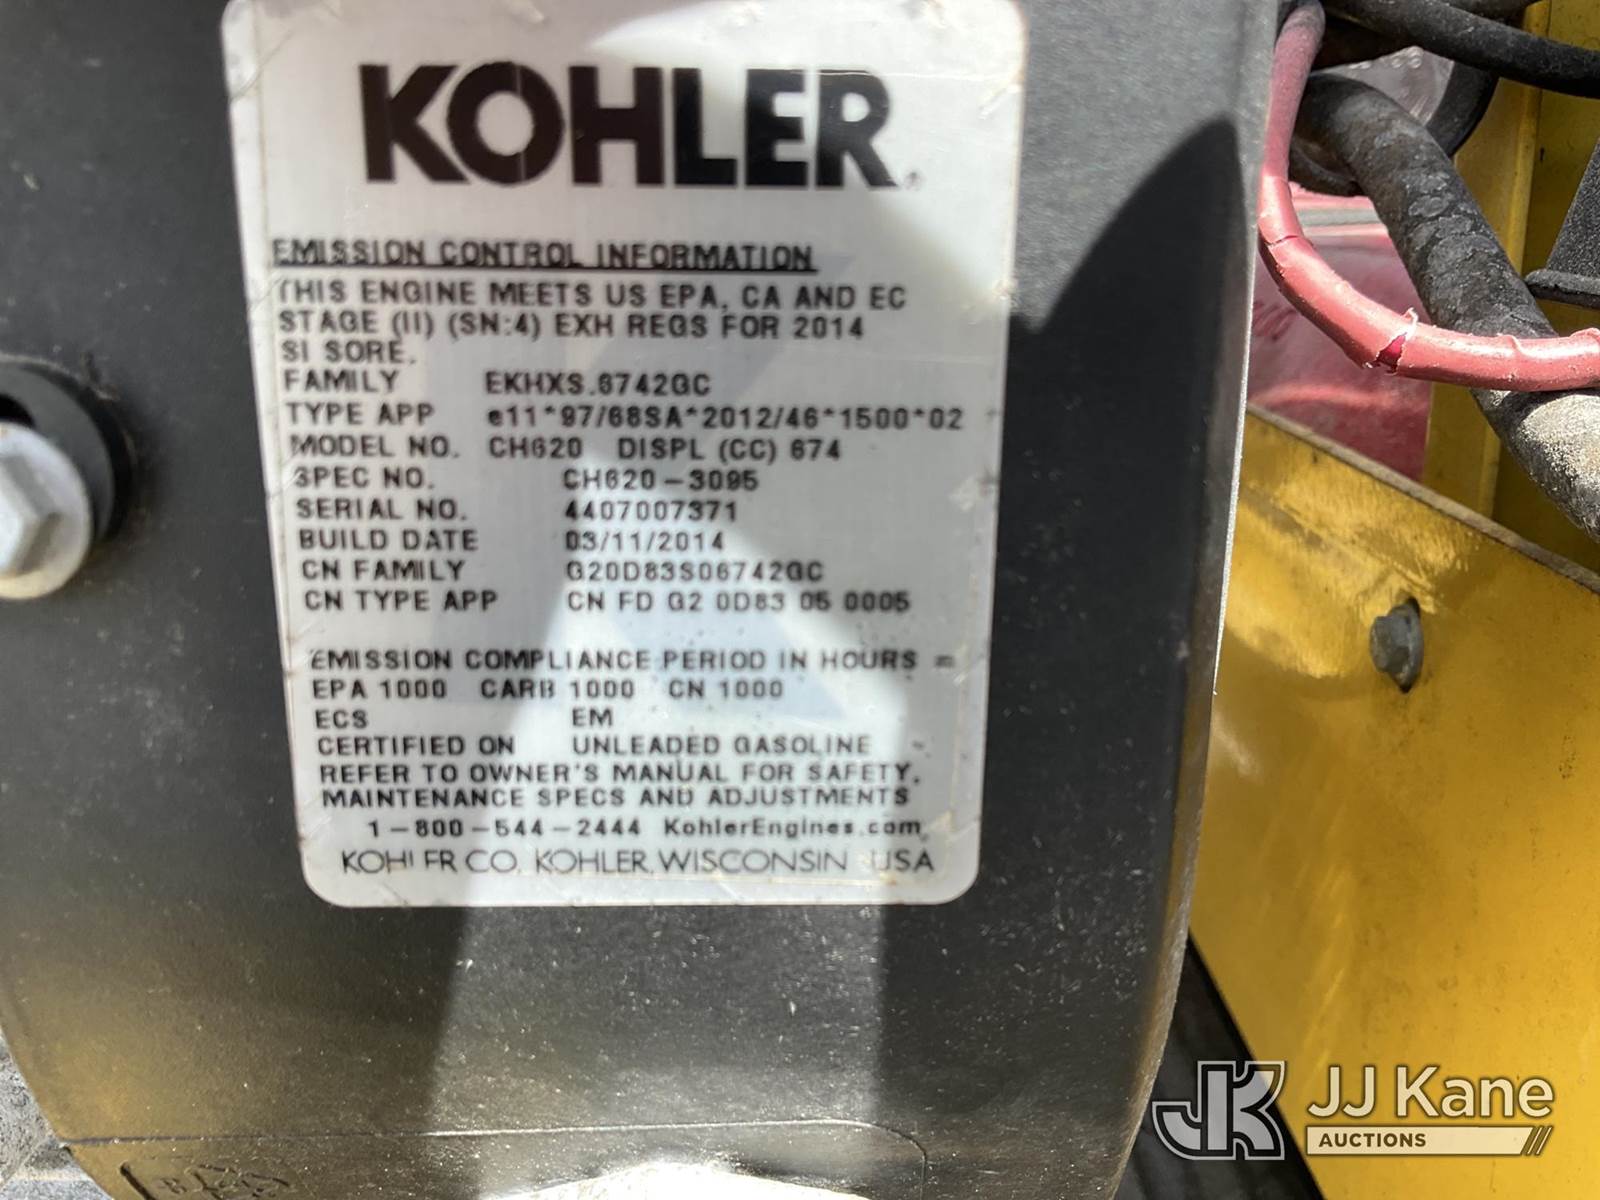 KOHLER®
EMISSION CONTROL INFORMATION
THIS ENGINE MEETS US EPA, CA AND EC
STAGE (II) (SN:4) EXH REGS FOR 2014
SI SORE.
FAMILY EKHXS.6742GC
TYPE APP e11*97/68SA*2012/46*1500*02
MODEL NO. CH620 DISPL (CC) 674
SPEC NO. CH620-3095
SERIAL NO. 4407007371
BUILD DATE 03/11/2014
CN FAMILY G20D83S06742GC
CN TYPE APP CN FD G2 0D83 05 0005
EMISSION COMPLIANCE PERIOD IN HOURS =
EPA 1000 CARB 1000 CN 1000
ECS EM
CERTIFIED ON UNLEADED GASOLINE
REFER TO OWNER'S MANUAL FOR SAFETY,
MAINTENANCE SPECS AND ADJUSTMENTS
1-800-544-2444 KohlerEngines.com
KOHLER CO. KOHLER, WISCONSIN USA
JK JJ Kane
AUCTIONS